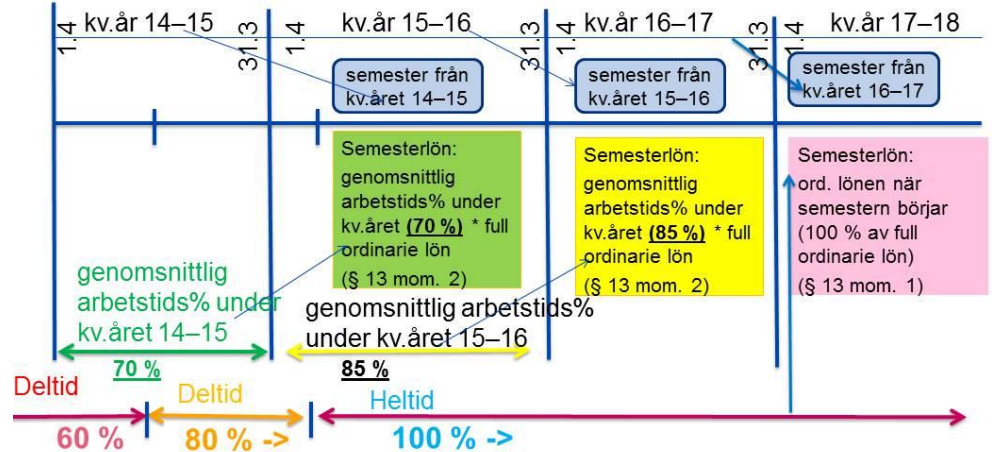 1.4
kv.år 14–15
31.3
1.4
kv.år 15–16
31.3
1.4
kv.år 16–17
31.3
1.4
kv.år 17–18
semester från
kv.året 14–15
semester från
kv.året 15–16
semester från
kv.året 16–17
Semesterlön:
genomsnittlig
arbetstids% under
kv.året (70 %) * full
ordinarie lön
(§ 13 mom. 2)
Semesterlön:
genomsnittlig
arbetstids% under
kv.året (85 %) * full
ordinarie lön
(§ 13 mom. 2)
Semesterlön:
ord. lönen när
semestern börjar
(100 % av full
ordinarie lön)
(§ 13 mom. 1)
genomsnittlig
arbetstids% under
kv.året 14–15
70 %
genomsnittlig arbetstids%
under kv.året 15–16
85 %
Deltid
60 %
Deltid
80 % ->
Heltid
100 % ->